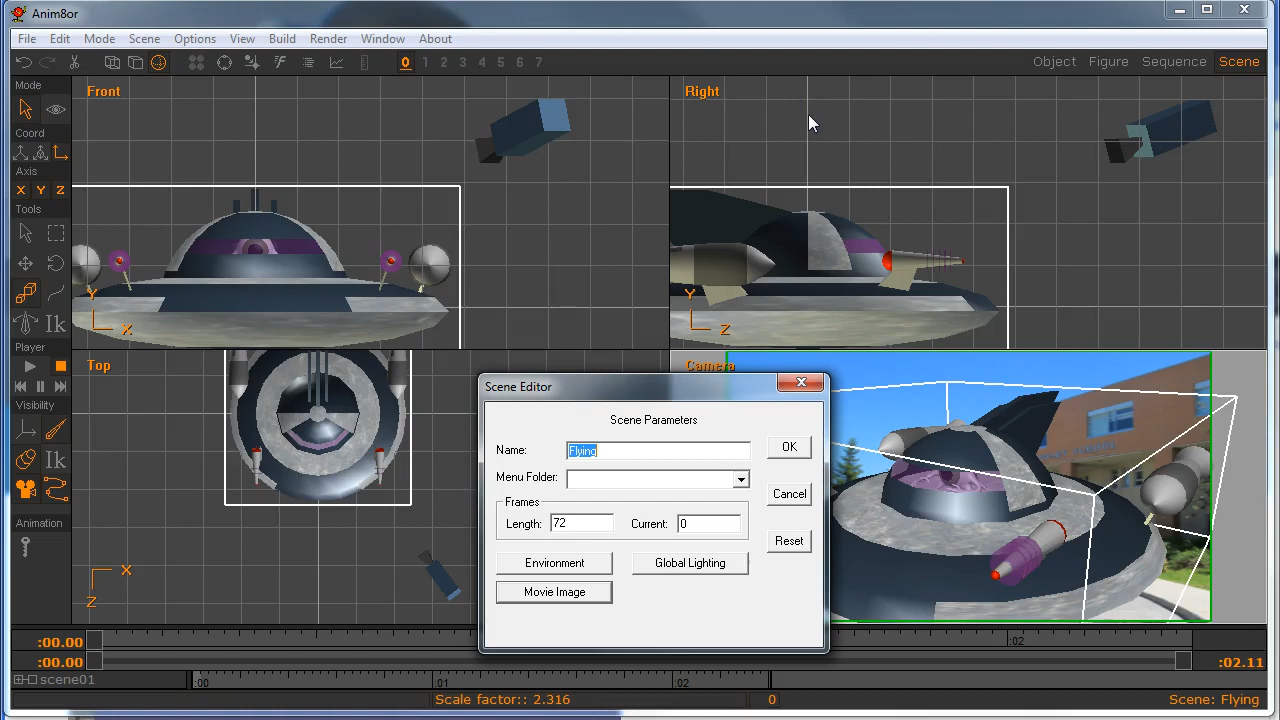 Anim8or
File Edit Mode Scene Options View Build Render Window About
0 1 2 3 4 5 6 7
Object Figure Sequence Scene
Mode
Coord
Axis
X Y Z
Tools
Ik
Player
Visibility
Ik
Animation
Front
Y
X
Right
Y
Z
Top
X
Z
Camera
Scene Editor
Scene Parameters
Name: Flying
OK
Menu Folder:
Cancel
Frames
Length: 72 Current: 0
Reset
Environment Global Lighting
Movie Image
:00.00 :02
:00.00 :02.11
scene01 :00 :01 :02
Scale factor:: 2.316 0 Scene: Flying